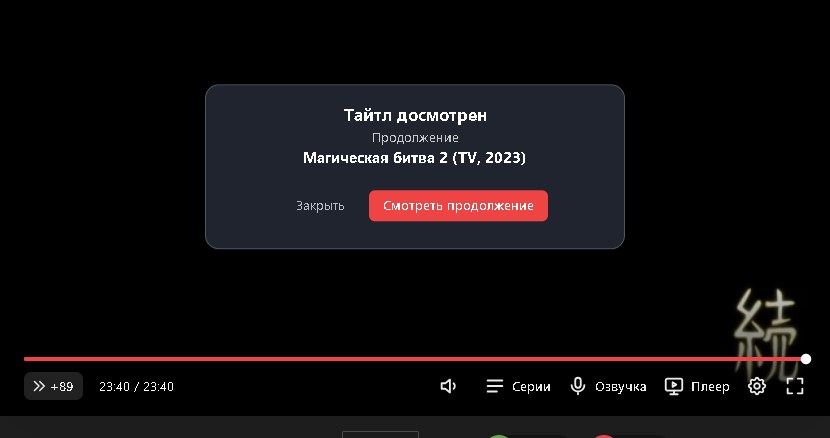 Тайтл досмотрен
Продолжение
Магическая битва 2 (TV, 2023)
Закрыть
Смотреть продолжение
続
+89
23:40 / 23:40
Серии
Озвучка
Плеер